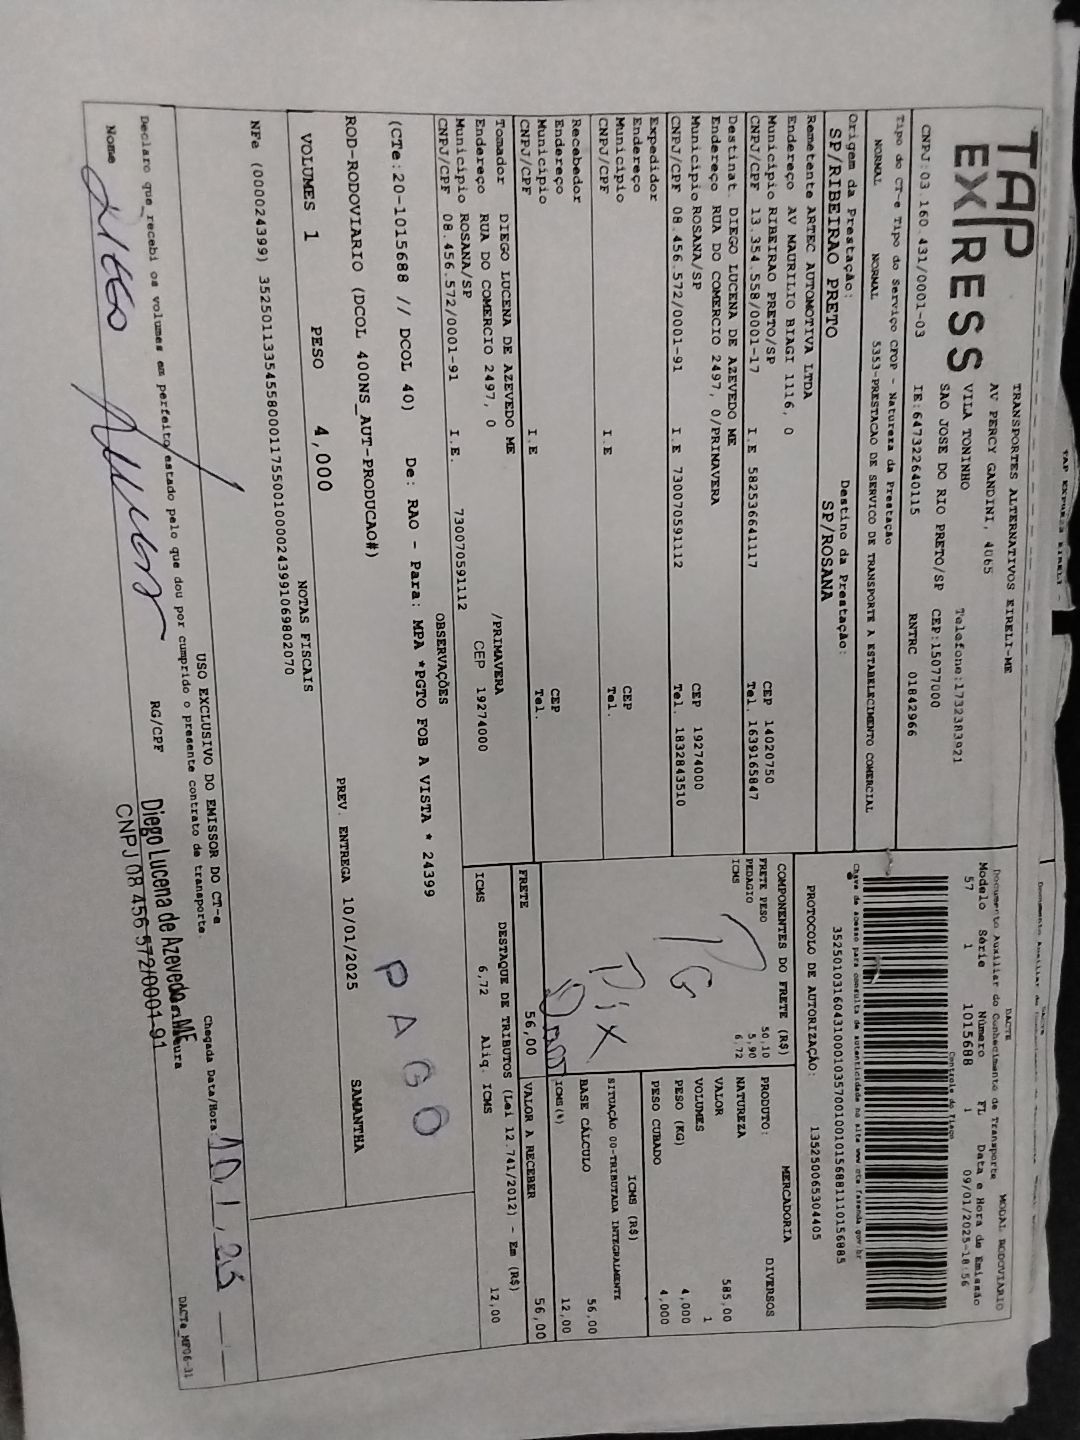 TAP EXPRESS EIRELI -
TAP
EXPRESS
TRANSPORTES ALTERNATIVOS EIRELI-ME
AV PERCY GANDINI, 4065
VILA TONINHO
Telefone:1732383921
SAO JOSE DO RIO PRETO/SP CEP:15077000
CNPJ:03.160.431/0001-03
IE:647322640115
RNTRC 01842966
DACTE
MODAL RODOVIARIO
Documento Auxiliar do Conhecimento de Transporte
Modelo Série Número FL Data e Hora de Emissão
57 1 1015688 1 09/01/2025-18:56
Controle do Fisco
Chave de acesso para consulta de autenticidade no site www.cte.fazenda.gov.br
35250103160431000103570010010156881110156885
PROTOCOLO DE AUTORIZAÇÃO: 135250065304405
Tipo do CT-e Tipo do Serviço CFOP - Natureza da Prestação
NORMAL NORMAL 5353-PRESTACAO DE SERVICO DE TRANSPORTE A ESTABELECIMENTO COMERCIAL
Origem da Prestação: Destino da Prestação:
SP/RIBEIRAO PRETO SP/ROSANA
Remetente ARTEC AUTOMOTIVA LTDA
Endereço AV MAURILIO BIAGI 1116, 0
Município RIBEIRAO PRETO/SP CEP 14020750
CNPJ/CPF 13.354.558/0001-17 I.E 582536641117 Tel. 1639165847
Destinat. DIEGO LUCENA DE AZEVEDO ME
Endereço RUA DO COMERCIO 2497, 0/PRIMAVERA
Município ROSANA/SP CEP 19274000
CNPJ/CPF 08.456.572/0001-91 I.E 730070591112 Tel. 1832843510
Expedidor
Endereço
Município CEP
CNPJ/CPF I.E Tel.
Recebedor
Endereço
Município CEP
CNPJ/CPF I.E Tel.
Tomador DIEGO LUCENA DE AZEVEDO ME
Endereço RUA DO COMERCIO 2497, 0 /PRIMAVERA
Município ROSANA/SP CEP 19274000
CNPJ/CPF 08.456.572/0001-91 I.E. 730070591112
COMPONENTES DO FRETE (R$)
FRETE PESO 50,10
PEDAGIO 5,90
ICMS 6,72
PG
PIX
FRETE 56,00
MERCADORIA
PRODUTO: DIVERSOS
NATUREZA
VALOR 585,00
VOLUMES 1
PESO (KG) 4,000
PESO CUBADO 4,000
ICMS (R$)
SITUAÇÃO 00-TRIBUTADA INTEGRALMENTE
BASE CÁLCULO 56,00
ICMS(%) 12,00
VALOR A RECEBER 56,00
DESTAQUE DE TRIBUTOS (Lei 12.741/2012) - Em (R$)
ICMS 6,72 Aliq. ICMS 12,00
OBSERVAÇÕES
(CTe:20-1015688 // DCOL 40) De: RAO - Para: MPA *PGTO FOB A VISTA * 24399
ROD-RODOVIARIO (DCOL 400NS_AUT-PRODUCAO#)
PAGO
VOLUMES 1 PESO 4,000 PREV. ENTREGA 10/01/2025 SAMANTHA
NOTAS FISCAIS
NFe (000024399) 35250113354558000117550010000243991069802070
USO EXCLUSIVO DO EMISSOR DO CT-e
Declaro que recebi os volumes em perfeito estado pelo que dou por cumprido o presente contrato de transporte.
Chegada Data/Hora: 10 1, 25
Nome Diego RG/CPF
Diego Lucena de Azevedo ME
CNPJ 08 456 572/0001-91
DACTe_MF06-31